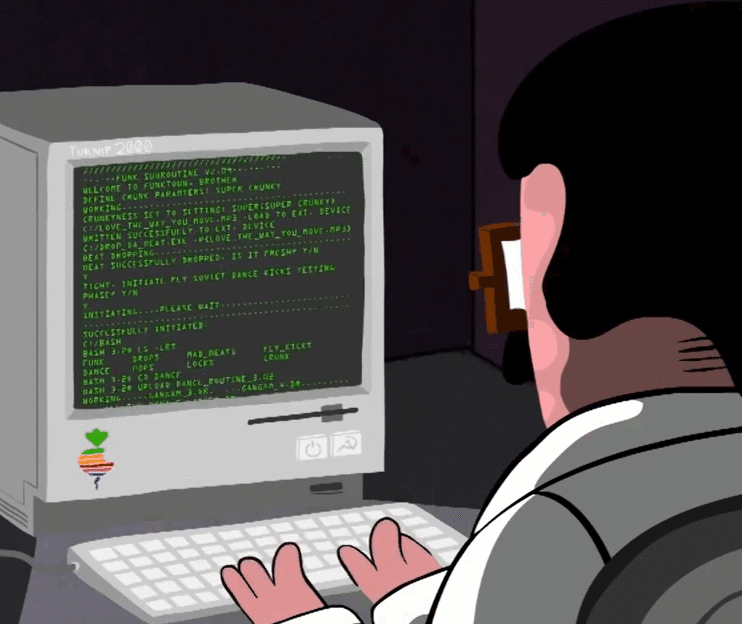 TURNIP 2000
FUNK SUBROUTINE V2.04
WELLCOME TO FUNKTOWN, BROTHER
DEFINE CRUNK PARAMTERS: SUPER CRUNKY
WORKING
CRUNKYNESS SET TO SETTING: SUPER(SUPER CRUNKY)
C:/LOVE_THE_WAY_YOU_MOVE.MP3 -LOAD TO EXT. DEVICE
WRITTEN SUCCESSFULLY TO EXT. DEVICE
C:/DROP_DA_BEAT.EXE -P(LOVE_THE_WAY_YOU_MOVE.MP3)
BEAT DROPPING
BEAT SUCCESSFULLY DROPPED. IS IT FRESH? Y/N
Y
TIGHT. INITIATE FLY SOVIET DANCE KICKS TESTING
PHASE? Y/N
Y
INITIATING....PLEASE WAIT
SUCCESSFULLY INITIATED
C:/BASH
BASH 3.2# LS -LRT
FUNK DROPS MAD_BEATS FLY_KICKS
DANCE POPS LOCKS CRUNK
BASH 3.2# CD DANCE
BASH 3.2# UPLOAD DANCE_ROUTINE_3.02
WORKING